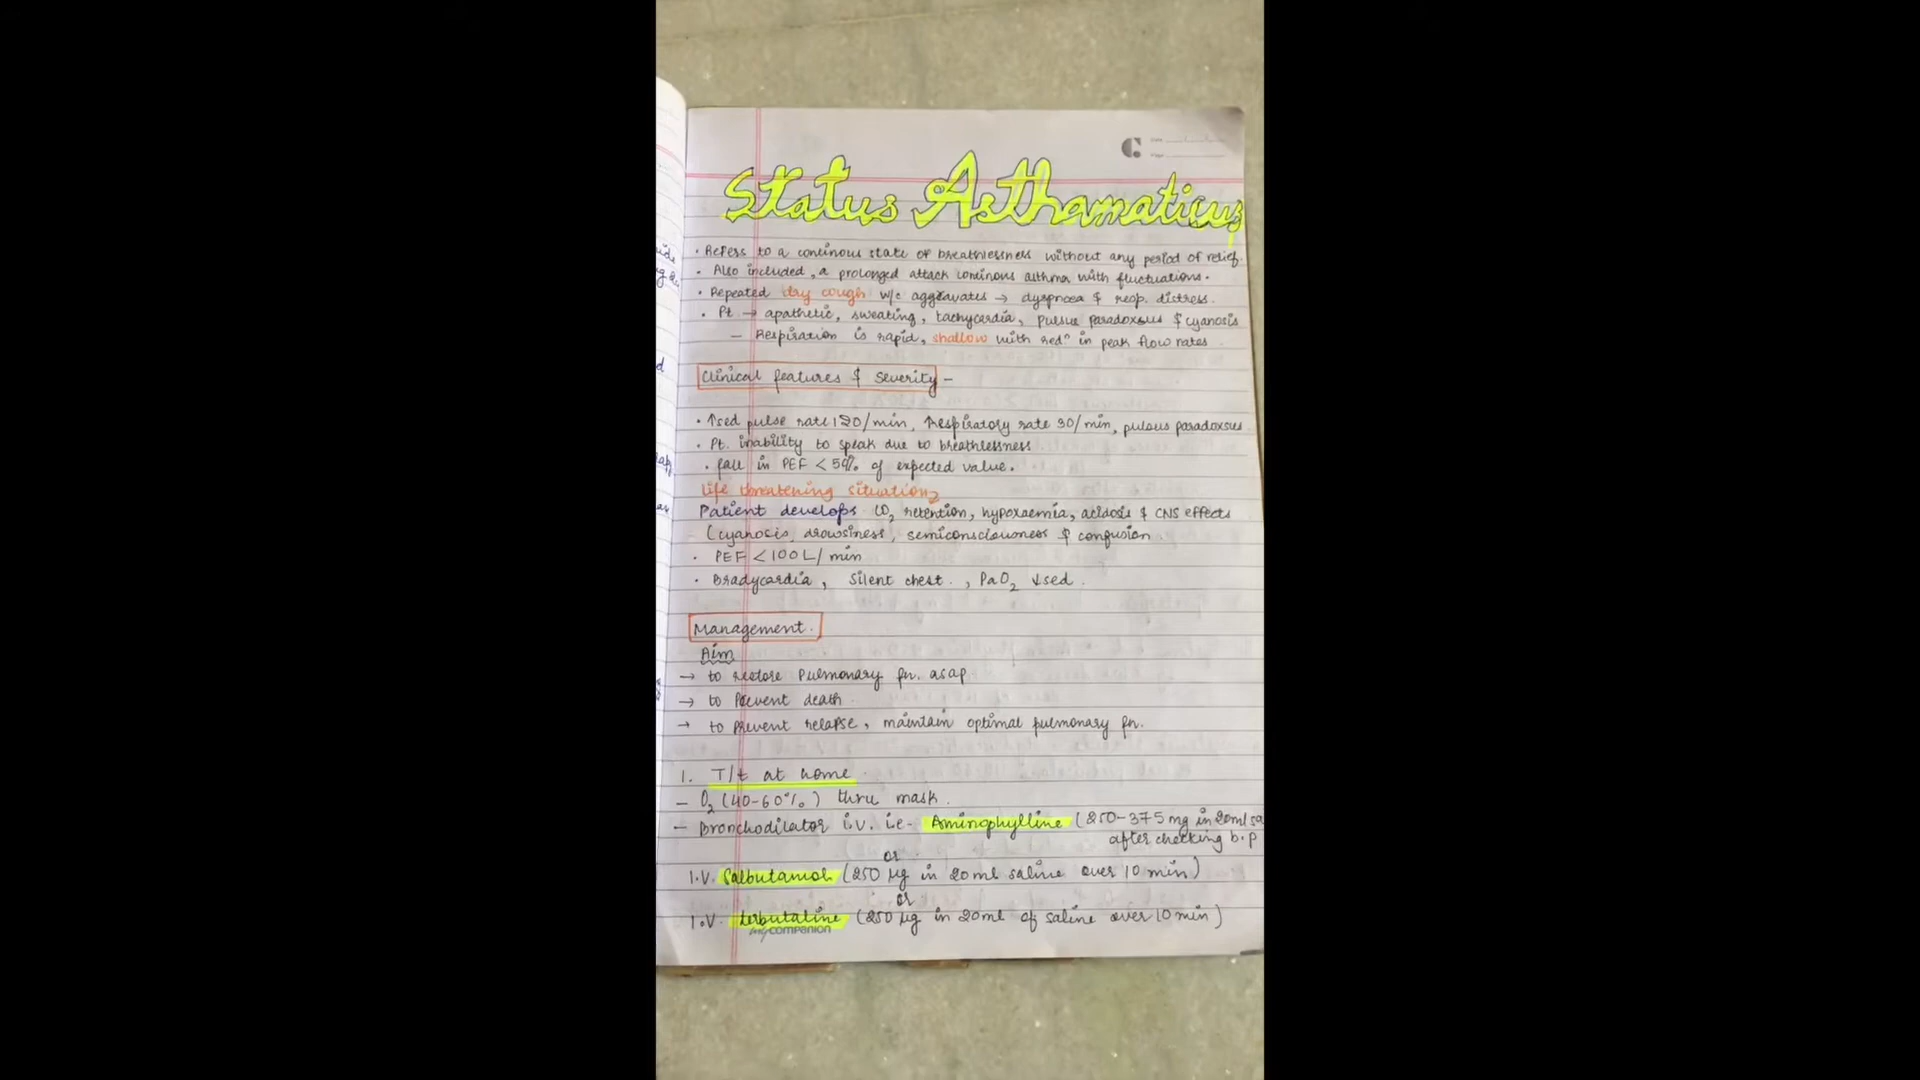 Status Asthamaticus
• Refers to a continous state of breathlessness without any period of relief.
• Also included, a prolonged attack continous asthma with fluctuations.
• Repeated dry cough w/c aggravates → dyspnoea & resp. distress.
• Pt → apathetic, sweating, tachycardia, pulsus paradoxsus & cyanosis
– Respiration is rapid, shallow with redⁿ in peak flow rates
Clinical features & Severity –
• ↑sed pulse rate 120/min, ↑respiratory rate 30/min, pulsus paradoxsus
• Pt. inability to speak due to breathlessness
• fall in PEF < 50% of expected value.
Life threatening situation
Patient develops CO₂ retention, hypoxaemia, acidosis & CNS effects
(cyanosis, drowsiness, semiconsciousness & confusion
• PEF < 100 L/min
• Bradycardia, Silent chest, PaO₂ ↓sed.
Management.
Aim
→ to restore Pulmonary fn. asap
→ to Prevent death
→ to prevent relapse, maintain optimal pulmonary fn.
1. T/t at home
– O₂ (40-60%) thru mask.
– Bronchodilator i.v. i.e- Aminophylline (250-375 mg in 20ml sa
after checking b.p
or
I.V. Salbutamol (250 μg in 20 ml saline over 10 min)
or
I.V. terbutaline (250 μg in 20ml of saline over 10 min)
my companion